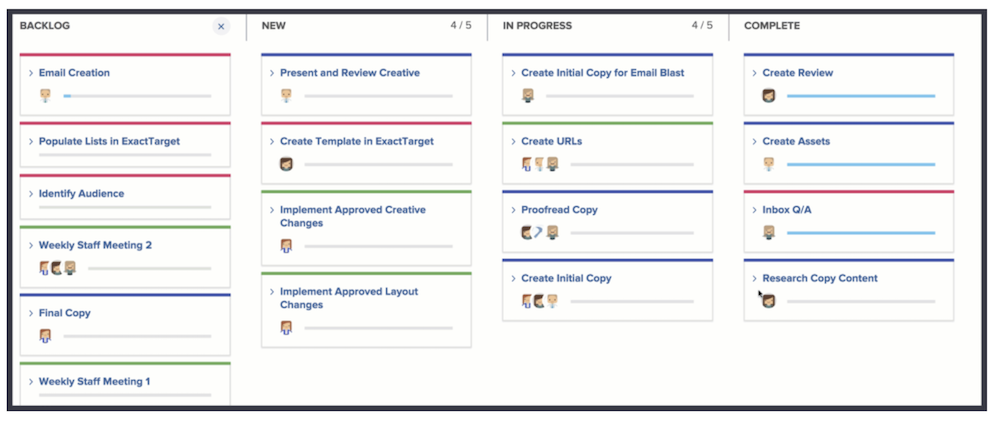 BACKLOG
×
Email Creation
Populate Lists in ExactTarget
Identify Audience
Weekly Staff Meeting 2
Final Copy
Weekly Staff Meeting 1
NEW
4 / 5
Present and Review Creative
Create Template in ExactTarget
Implement Approved Creative
Changes
Implement Approved Layout
Changes
IN PROGRESS
4 / 5
Create Initial Copy for Email Blast
Create URLs
Proofread Copy
Create Initial Copy
COMPLETE
Create Review
Create Assets
Inbox Q/A
Research Copy Content